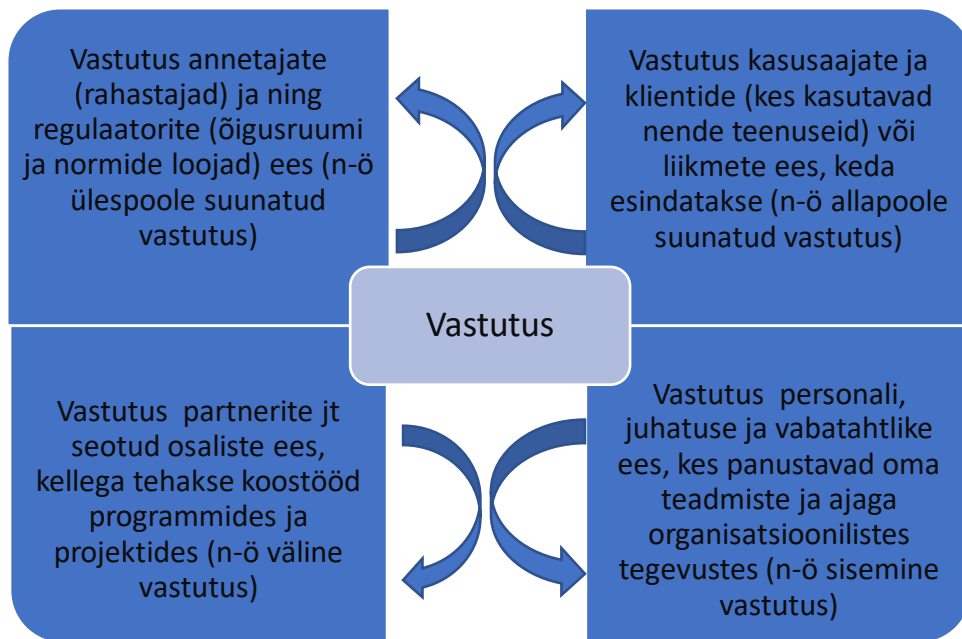 Vastutus annetajate
(rahastajad) ja ning
regulaatorite (õigusruumi
ja normide loojad) ees (n-ö
ülespoole suunatud
vastutus)
Vastutus kasusaajate ja
klientide (kes kasutavad
nende teenuseid) või
liikmete ees, keda
esindatakse (n-ö allapoole
suunatud vastutus)
Vastutus
Vastutus partnerite jt
seotud osaliste ees,
kellega tehakse koostööd
programmides ja
projektides (n-ö väline
vastutus)
Vastutus personali,
juhatuse ja vabatahtlike
ees, kes panustavad oma
teadmiste ja ajaga
organisatsioonilistes
tegevustes (n-ö sisemine
vastutus)